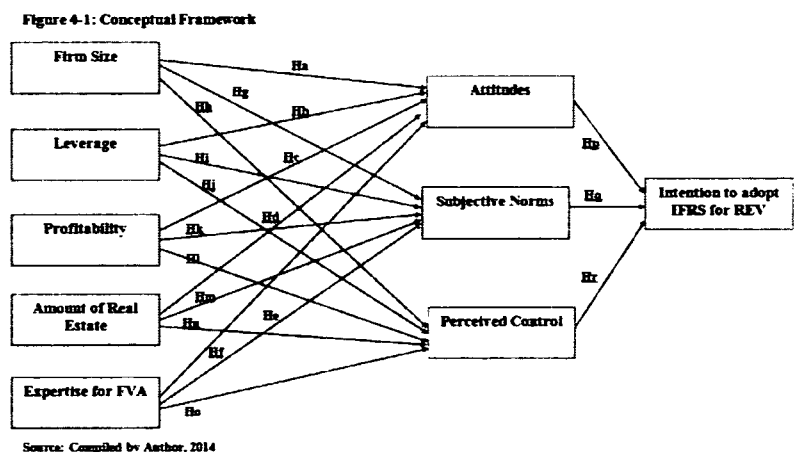 Figure 4-1: Conceptual Framework
Firm Size
Leverage
Profitability
Amount of Real
Estate
Expertise for FVA
Ha
Hg
Hh
Hb
Hi
Hj
Hc
Hd
Hk
Hl
Hm
Hn
He
Hf
Ho
Attitudes
Subjective Norms
Perceived Control
Hp
Hq
Hr
Intention to adopt
IFRS for REV
Source: Compiled by Author, 2014